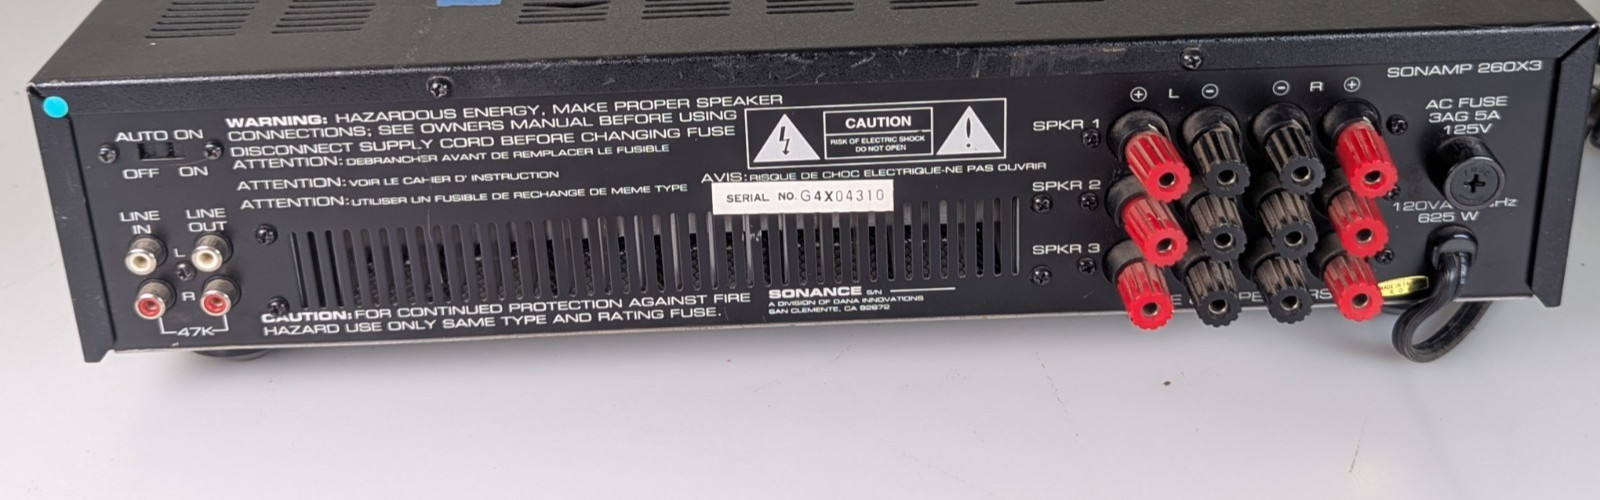 SONAMP 260X3
AUTO ON
OFF ON
WARNING: HAZARDOUS ENERGY, MAKE PROPER SPEAKER
CONNECTIONS; SEE OWNERS MANUAL BEFORE USING
DISCONNECT SUPPLY CORD BEFORE CHANGING FUSE
ATTENTION: DEBRANCHER AVANT DE REMPLACER LE FUSIBLE
ATTENTION: VOIR LE CAHIER D' INSTRUCTION
ATTENTION: UTILISER UN FUSIBLE DE RECHANGE DE MEME TYPE
CAUTION
RISK OF ELECTRIC SHOCK
DO NOT OPEN
AVIS: RISQUE DE CHOC ELECTRIQUE-NE PAS OUVRIR
SERIAL NO. G4X04310
LINE IN
LINE OUT
L
R
47K
CAUTION: FOR CONTINUED PROTECTION AGAINST FIRE
HAZARD USE ONLY SAME TYPE AND RATING FUSE.
SONANCE S/N
A DIVISION OF DANA INNOVATIONS
SAN CLEMENTE, CA 92672
+ L - - R +
SPKR 1
SPKR 2
SPKR 3
AC FUSE
3AG 5A
125V
120VA
625 W